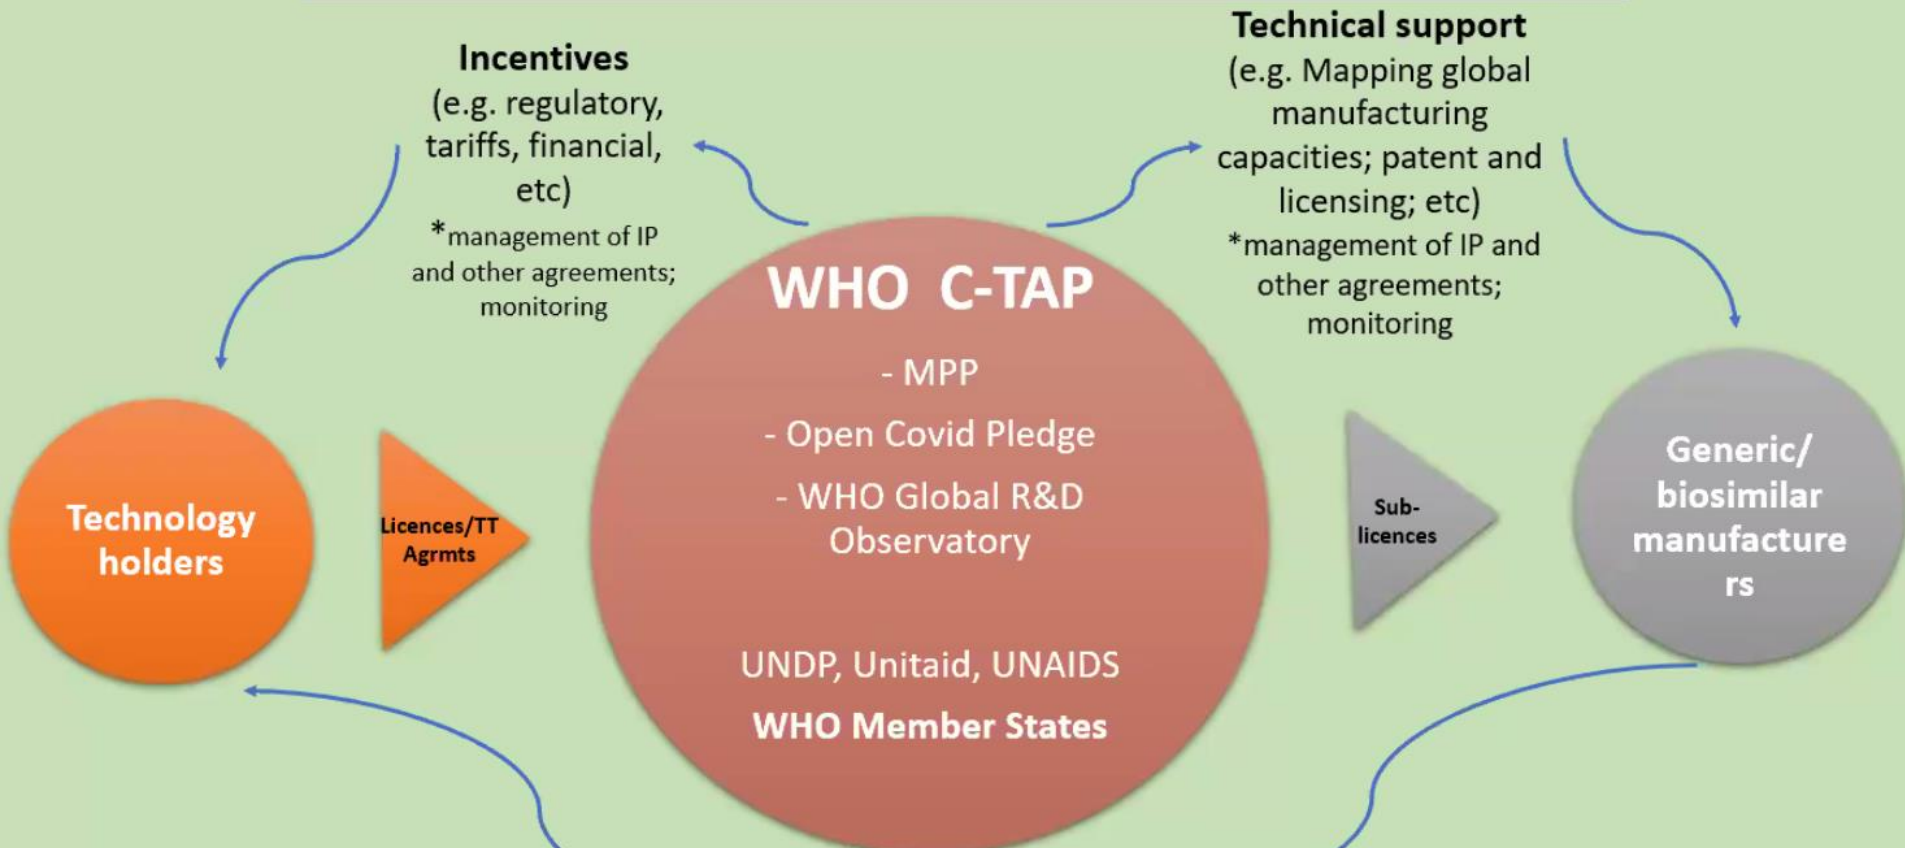 Incentives
(e.g. regulatory,
tariffs, financial,
etc)
*management of IP
and other agreements;
monitoring
Technical support
(e.g. Mapping global
manufacturing
capacities; patent and
licensing; etc)
*management of IP and
other agreements;
monitoring
Technology
holders
Licences/TT
Agrmts
WHO C-TAP
- MPP
- Open Covid Pledge
- WHO Global R&D
Observatory
UNDP, Unitaid, UNAIDS
WHO Member States
Sub-
licences
Generic/
biosimilar
manufacture
rs